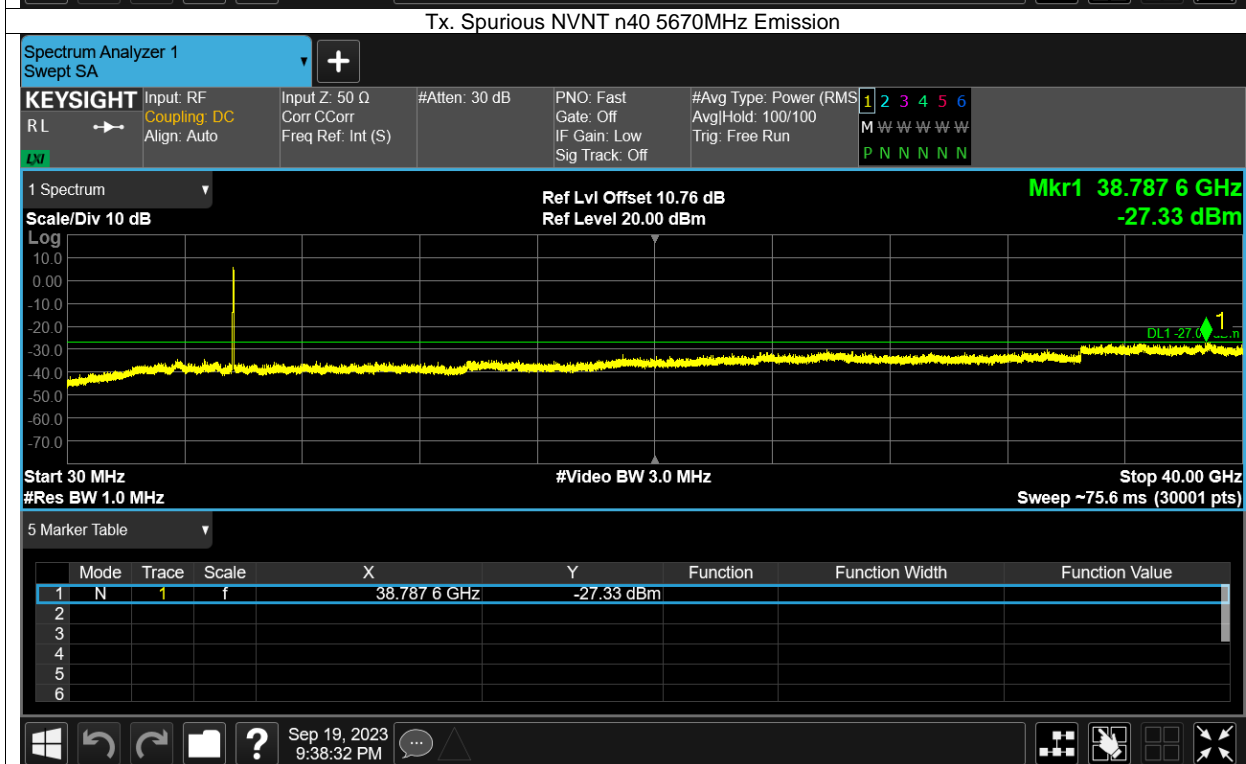 Tx. Spurious NVNT n40 5670MHz Emission
Spectrum Analyzer 1
Swept SA
+
KEYSIGHT
RL
LXI
Input: RF
Coupling: DC
Align: Auto
Input Z: 50 Ω
Corr CCorr
Freq Ref: Int (S)
#Atten: 30 dB
PNO: Fast
Gate: Off
IF Gain: Low
Sig Track: Off
#Avg Type: Power (RMS
Avg|Hold: 100/100
Trig: Free Run
1 2 3 4 5 6
M W W W W W
P N N N N N
1 Spectrum
Scale/Div 10 dB
Ref Lvl Offset 10.76 dB
Ref Level 20.00 dBm
Mkr1 38.787 6 GHz
-27.33 dBm
Log
10.0
0.00
-10.0
-20.0
-30.0
-40.0
-50.0
-60.0
-70.0
1
DL1 -27.0
Start 30 MHz
#Res BW 1.0 MHz
#Video BW 3.0 MHz
Stop 40.00 GHz
Sweep ~75.6 ms (30001 pts)
5 Marker Table
Mode Trace Scale X Y Function Function Width Function Value
1 N 1 f 38.787 6 GHz -27.33 dBm
2
3
4
5
6
?
Sep 19, 2023
9:38:32 PM